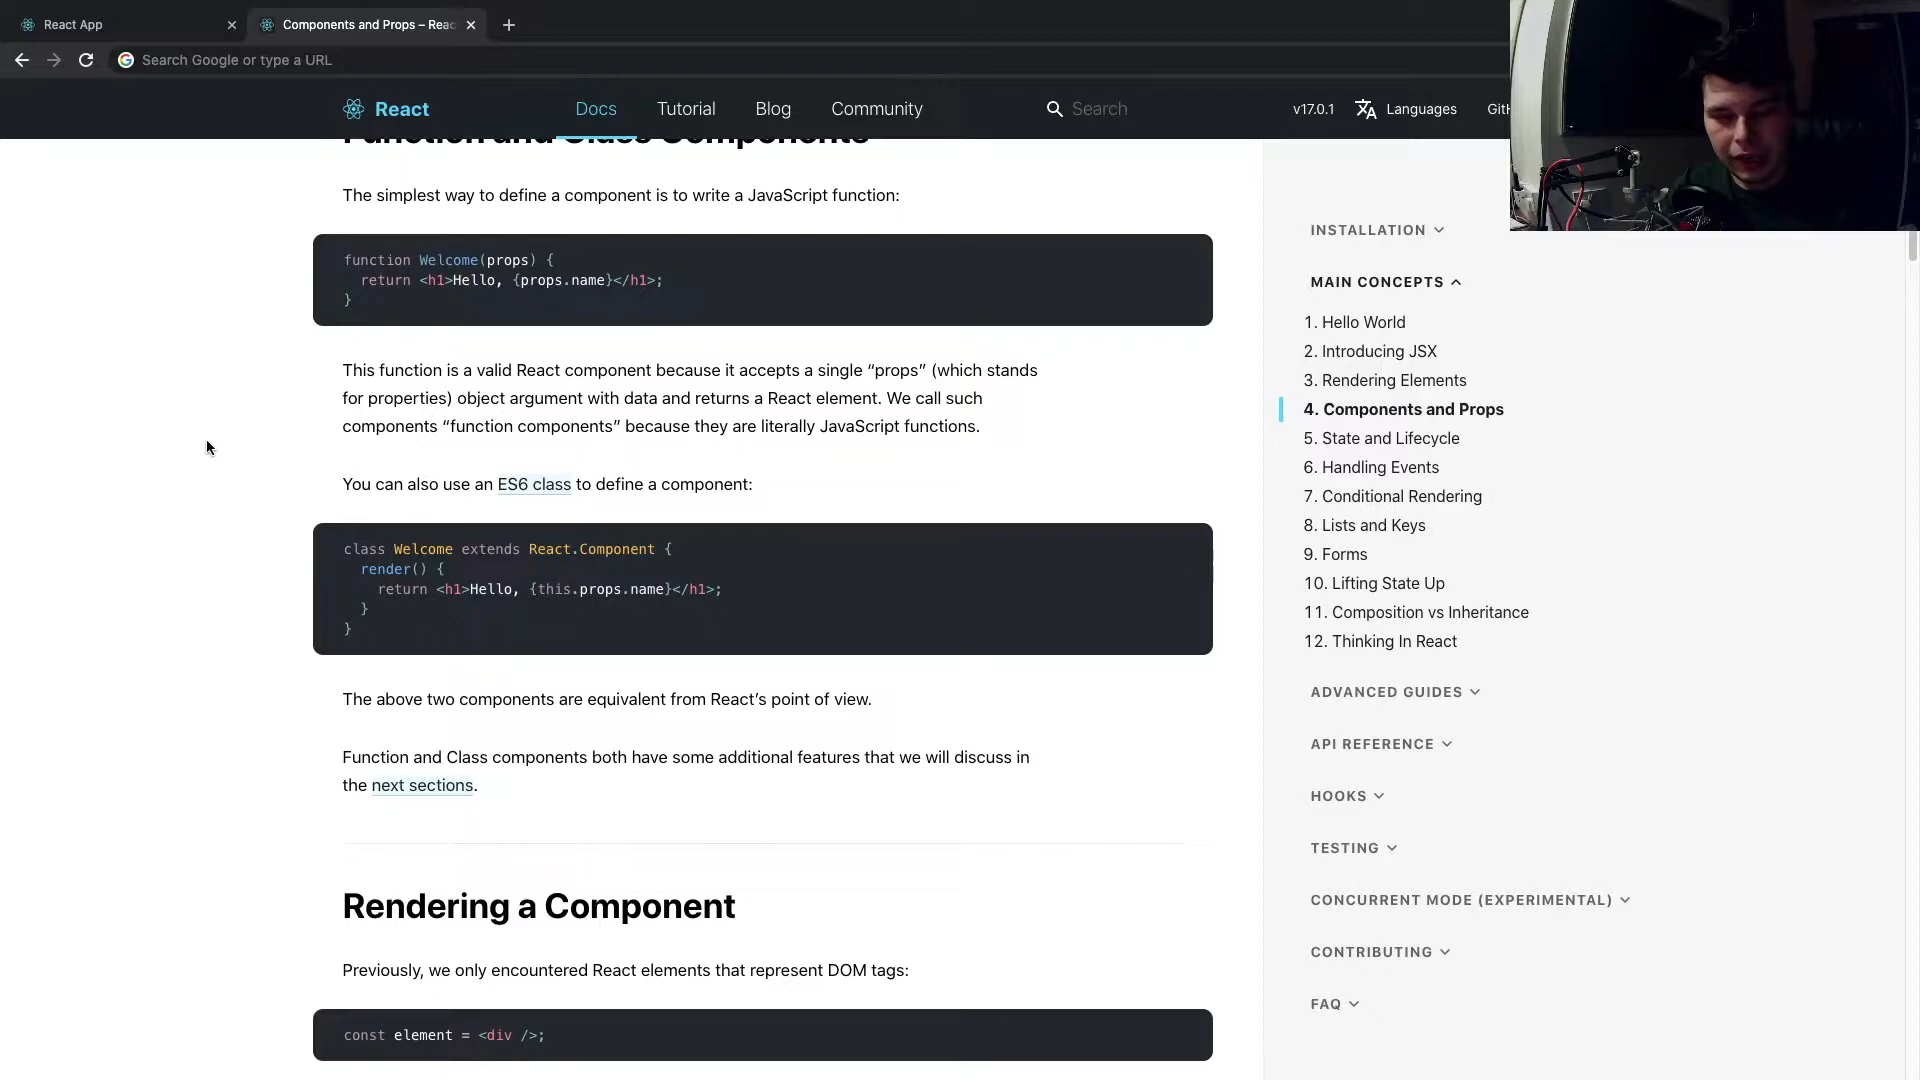 React App
Components and Props – Reac
Search Google or type a URL
React
Docs
Tutorial
Blog
Community
Search
v17.0.1
Languages
GitH
Function and Class Components
The simplest way to define a component is to write a JavaScript function:
function Welcome(props) {
return <h1>Hello, {props.name}</h1>;
}
This function is a valid React component because it accepts a single “props” (which stands
for properties) object argument with data and returns a React element. We call such
components “function components” because they are literally JavaScript functions.
You can also use an ES6 class to define a component:
class Welcome extends React.Component {
render() {
return <h1>Hello, {this.props.name}</h1>;
}
}
The above two components are equivalent from React’s point of view.
Function and Class components both have some additional features that we will discuss in
the next sections.
Rendering a Component
Previously, we only encountered React elements that represent DOM tags:
const element = <div />;
INSTALLATION
MAIN CONCEPTS
1. Hello World
2. Introducing JSX
3. Rendering Elements
4. Components and Props
5. State and Lifecycle
6. Handling Events
7. Conditional Rendering
8. Lists and Keys
9. Forms
10. Lifting State Up
11. Composition vs Inheritance
12. Thinking In React
ADVANCED GUIDES
API REFERENCE
HOOKS
TESTING
CONCURRENT MODE (EXPERIMENTAL)
CONTRIBUTING
FAQ